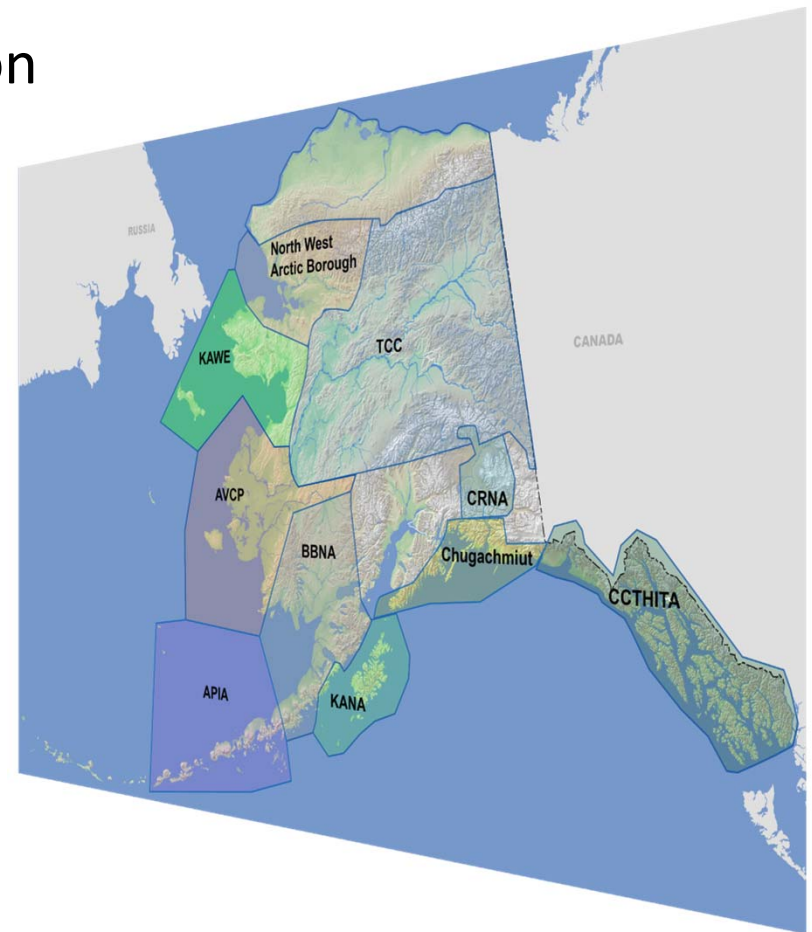 on
RUSSIA
North West
Arctic Borough
CANADA
KAWE
TCC
AVCP
CRNA
BBNA
Chugachmiut
CCTHITA
APIA
KANA